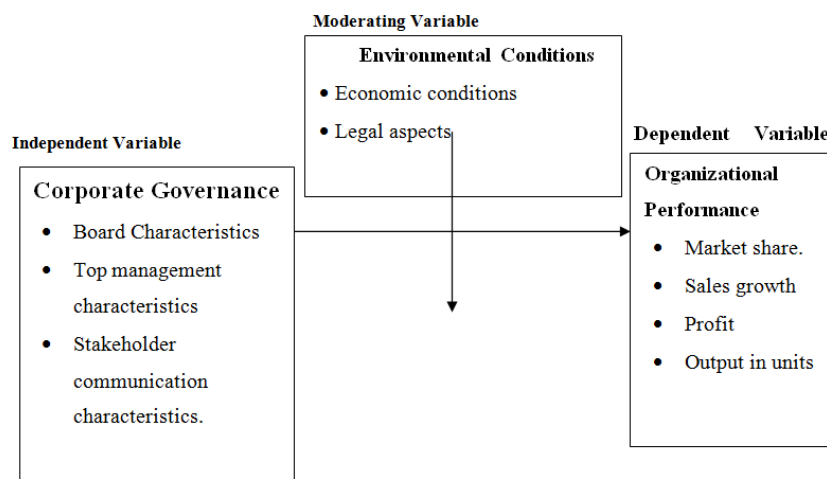 Moderating Variable
Environmental Conditions
• Economic conditions
• Legal aspects
Independent Variable
Corporate Governance
• Board Characteristics
• Top management
characteristics
• Stakeholder
communication
characteristics.
Dependent Variable
Organizational
Performance
• Market share.
• Sales growth
• Profit
• Output in units